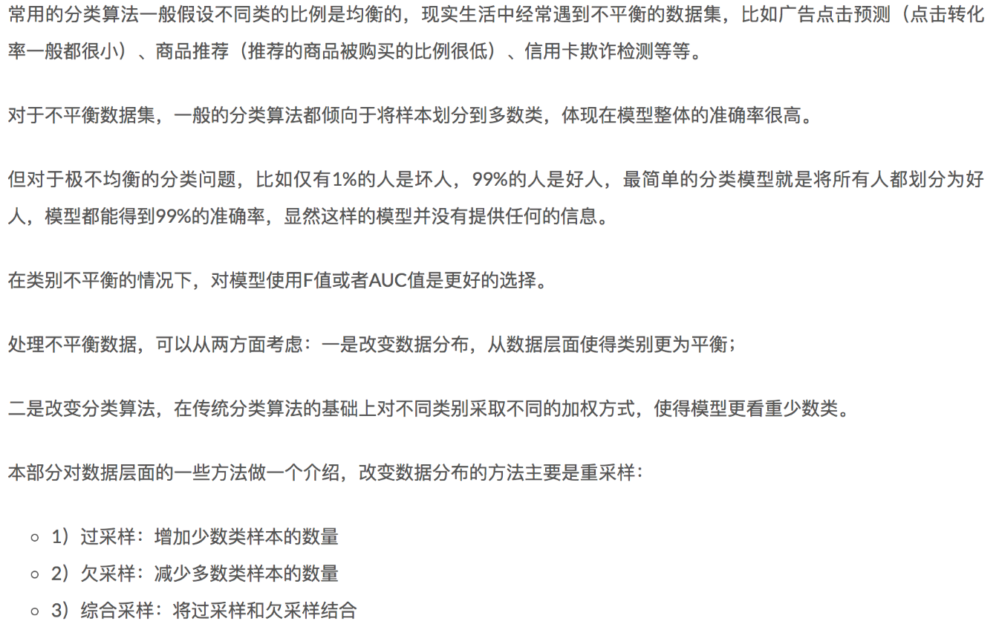 常用的分类算法一般假设不同类的比例是均衡的，现实生活中经常遇到不平衡的数据集，比如广告点击预测（点击转化
率一般都很小）、商品推荐（推荐的商品被购买的比例很低）、信用卡欺诈检测等等。
对于不平衡数据集，一般的分类算法都倾向于将样本划分到多数类，体现在模型整体的准确率很高。
但对于极不均衡的分类问题，比如仅有1%的人是坏人，99%的人是好人，最简单的分类模型就是将所有人都划分为好
人，模型都能得到99%的准确率，显然这样的模型并没有提供任何的信息。
在类别不平衡的情况下，对模型使用F值或者AUC值是更好的选择。
处理不平衡数据，可以从两方面考虑：一是改变数据分布，从数据层面使得类别更为平衡；
二是改变分类算法，在传统分类算法的基础上对不同类别采取不同的加权方式，使得模型更看重少数类。
本部分对数据层面的一些方法做一个介绍，改变数据分布的方法主要是重采样：
1）过采样：增加少数类样本的数量
2）欠采样：减少多数类样本的数量
3）综合采样：将过采样和欠采样结合